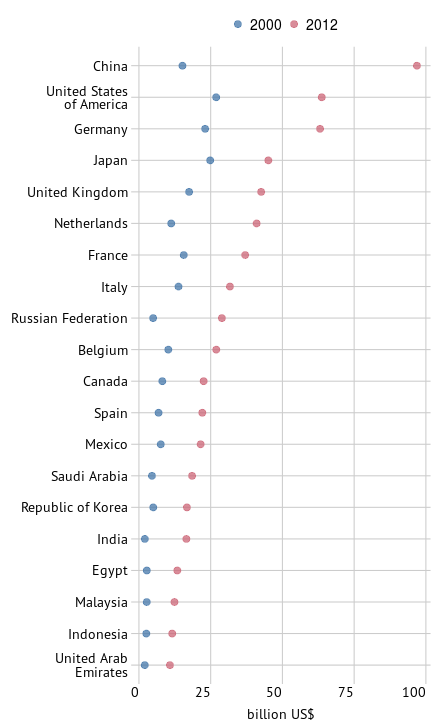 2000 2012
China
United States
of America
Germany
Japan
United Kingdom
Netherlands
France
Italy
Russian Federation
Belgium
Canada
Spain
Mexico
Saudi Arabia
Republic of Korea
India
Egypt
Malaysia
Indonesia
United Arab
Emirates
0 25 50 75 100
billion US$